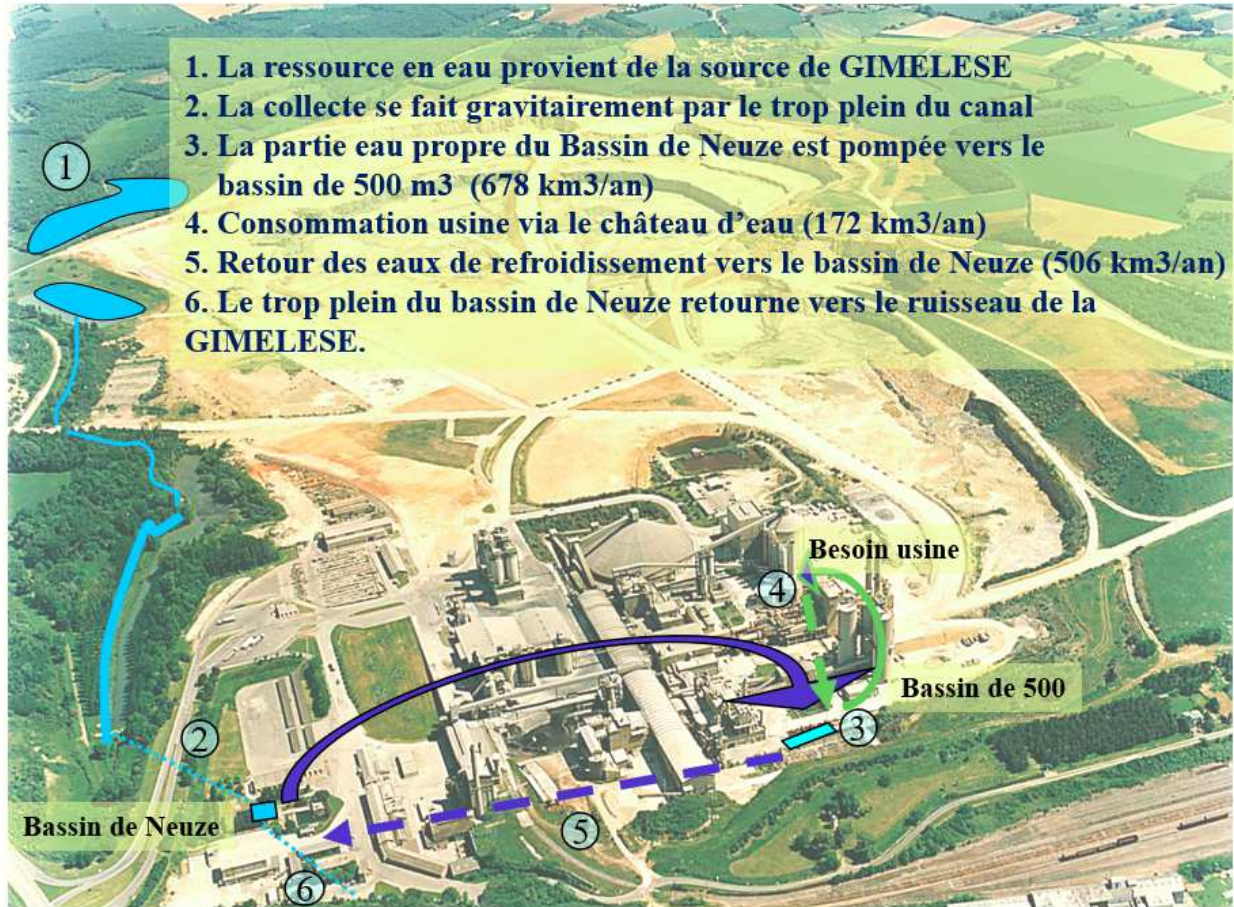 1. La ressource en eau provient de la source de GIMELESE
2. La collecte se fait gravitairement par le trop plein du canal
3. La partie eau propre du Bassin de Neuze est pompée vers le
bassin de 500 m3 (678 km3/an)
4. Consommation usine via le château d'eau (172 km3/an)
5. Retour des eaux de refroidissement vers le bassin de Neuze (506 km3/an)
6. Le trop plein du bassin de Neuze retourne vers le ruisseau de la
GIMELESE.
1
Besoin usine
4
Bassin de 500
3
2
Bassin de Neuze
5
6